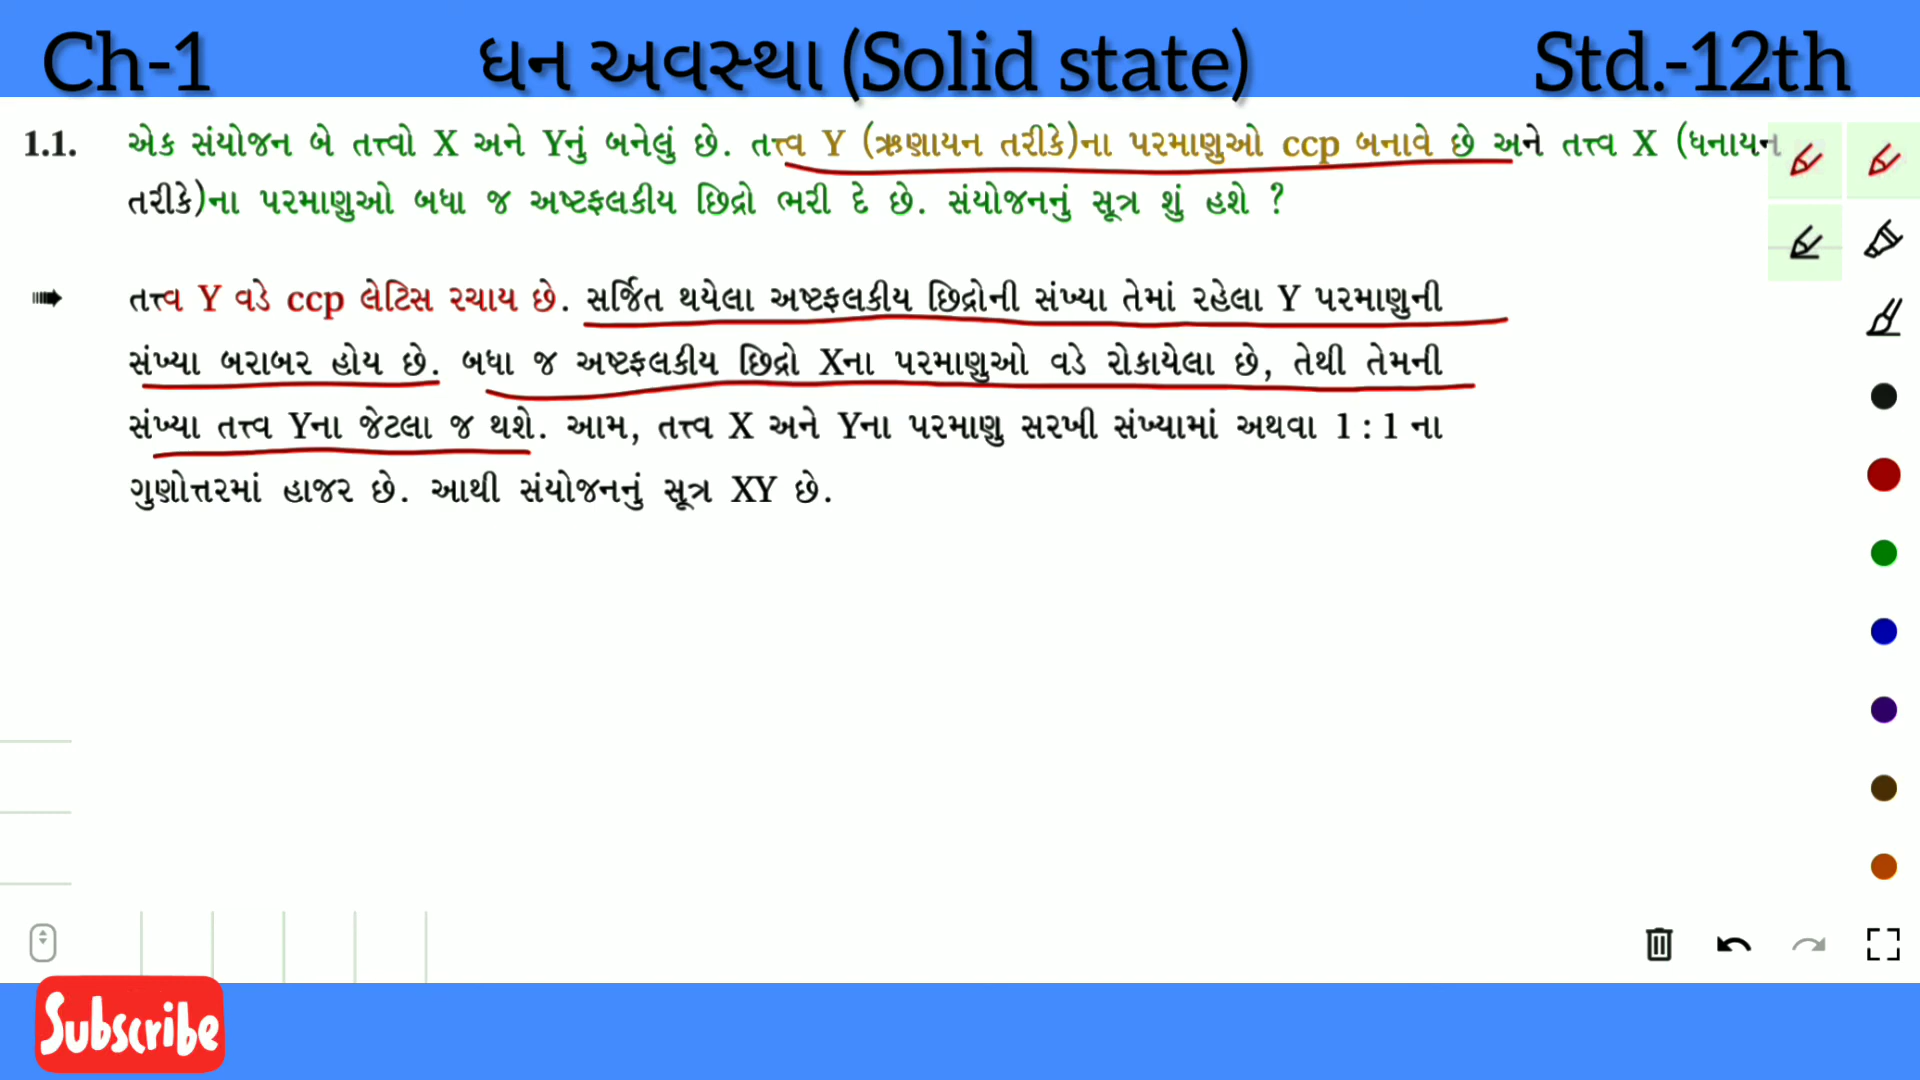 Ch-1 ઘન અવસ્થા (Solid state) Std.-12th
1.1. એક સંયોજન બે તત્ત્વો X અને Yનું બનેલું છે. તત્ત્વ Y (ઋણાયન તરીકે)ના પરમાણુઓ ccp બનાવે છે અને તત્ત્વ X (ધનાયન
તરીકે)ના પરમાણુઓ બધા જ અષ્ટફલકીય છિદ્રો ભરી દે છે. સંયોજનનું સૂત્ર શું હશે ?
તત્ત્વ Y વડે ccp લેટિસ રચાય છે. સર્જિત થયેલા અષ્ટફલકીય છિદ્રોની સંખ્યા તેમાં રહેલા Y પરમાણુની
સંખ્યા બરાબર હોય છે. બધા જ અષ્ટફલકીય છિદ્રો Xના પરમાણુઓ વડે રોકાયેલા છે, તેથી તેમની
સંખ્યા તત્ત્વ Yના જેટલા જ થશે. આમ, તત્ત્વ X અને Yના પરમાણુ સરખી સંખ્યામાં અથવા 1 : 1 ના
ગુણોત્તરમાં હાજર છે. આથી સંયોજનનું સૂત્ર XY છે.
Subscribe